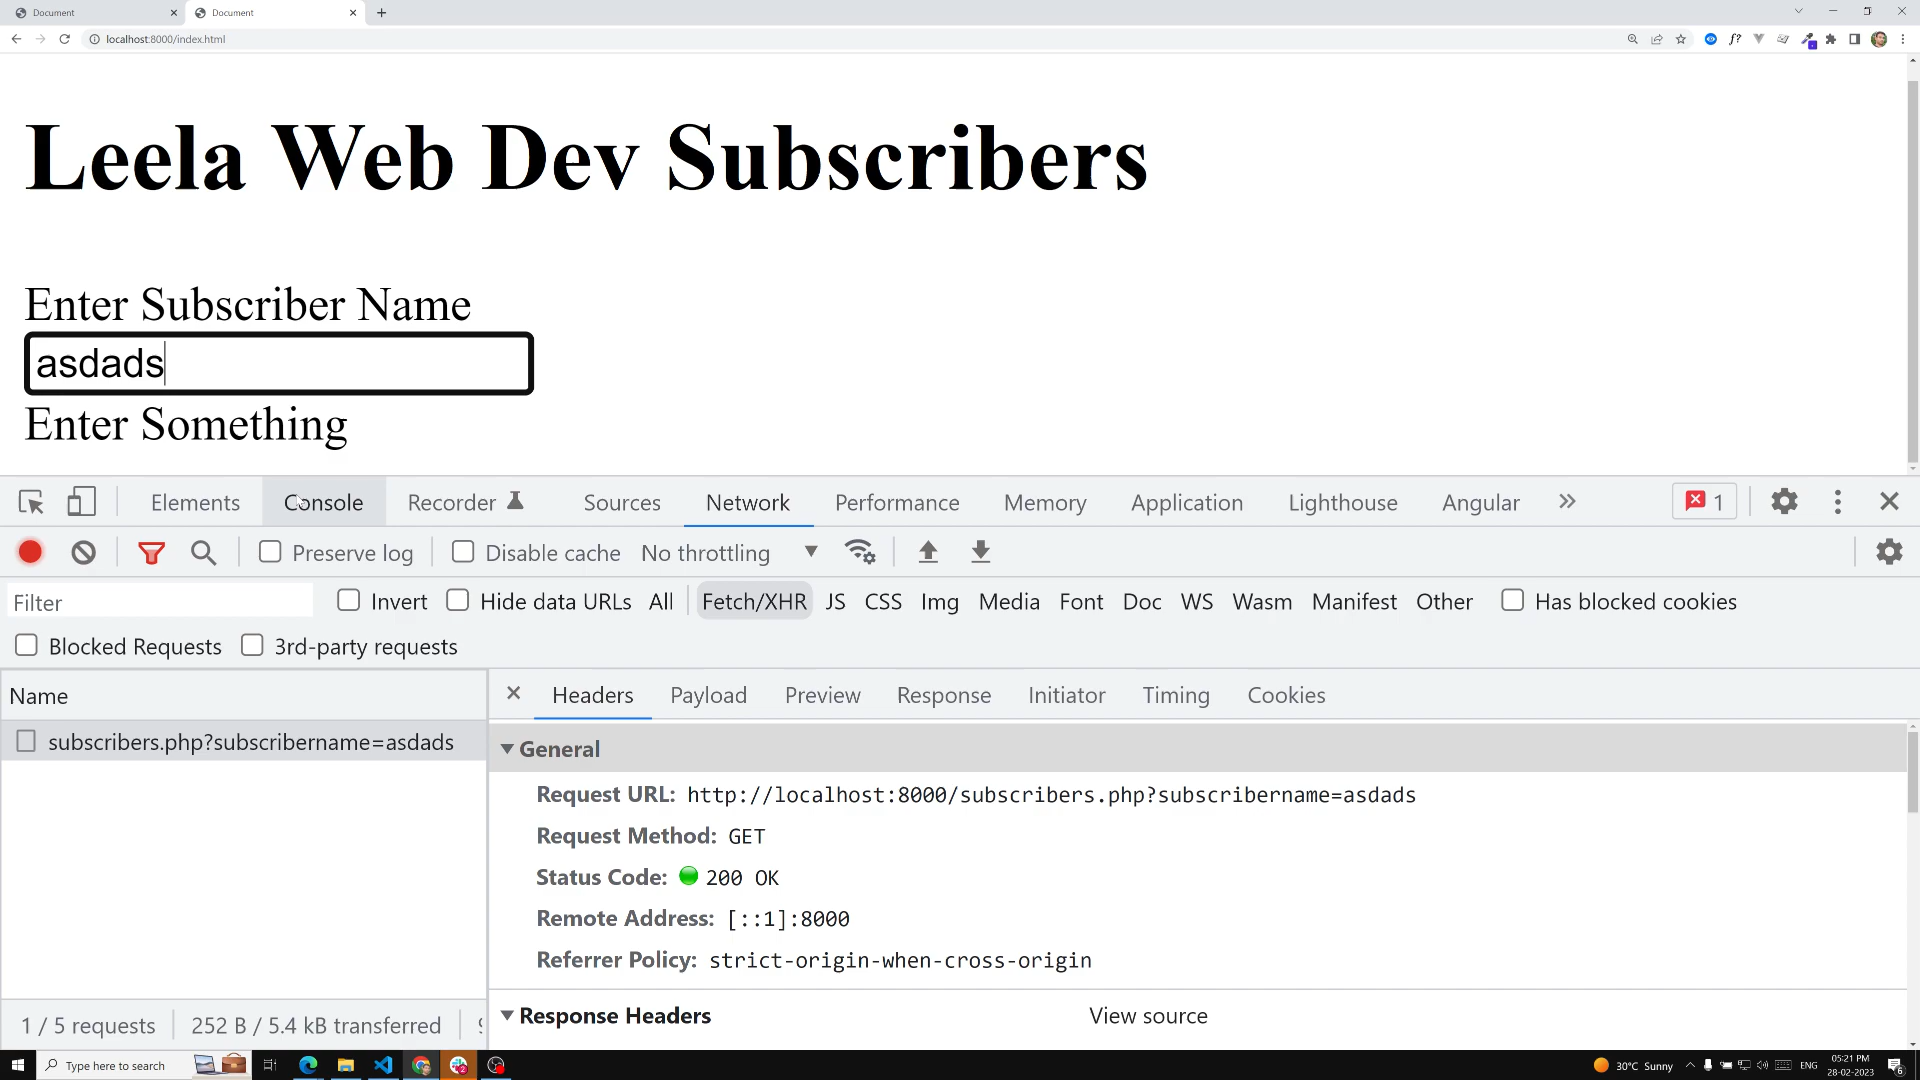 Document
Document
localhost:8000/index.html
f?
Leela Web Dev Subscribers
Enter Subscriber Name
asdads
Enter Something
Elements Console Recorder Sources Network Performance Memory Application Lighthouse Angular 1
Preserve log Disable cache No throttling
Filter Invert Hide data URLs All Fetch/XHR JS CSS Img Media Font Doc WS Wasm Manifest Other Has blocked cookies
Blocked Requests 3rd-party requests
Name
Headers Payload Preview Response Initiator Timing Cookies
subscribers.php?subscribername=asdads
General
Request URL: http://localhost:8000/subscribers.php?subscribername=asdads
Request Method: GET
Status Code: 200 OK
Remote Address: [::1]:8000
Referrer Policy: strict-origin-when-cross-origin
Response Headers View source
1 / 5 requests 252 B / 5.4 kB transferred
Type here to search
30°C Sunny
ENG
05:21 PM
28-02-2023
6